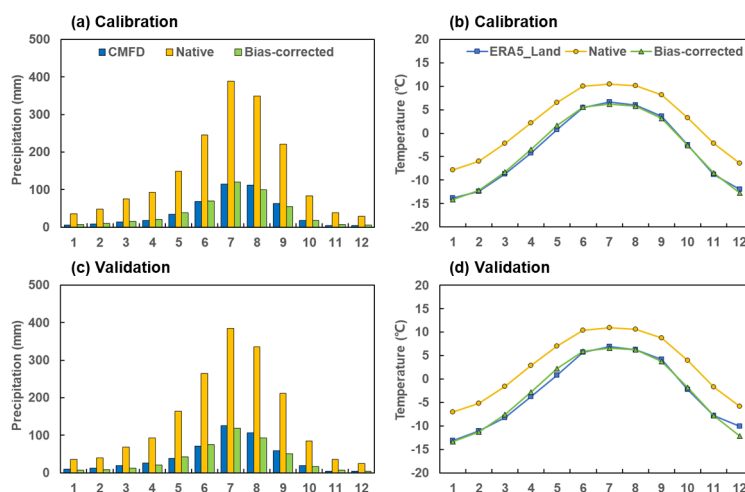 (a) Calibration
500
400
300
200
100
0
Precipitation (mm)
CMFD Native Bias-corrected
1 2 3 4 5 6 7 8 9 10 11 12
(b) Calibration
20
15
10
5
0
-5
-10
-15
-20
Temperature (℃)
ERA5_Land Native Bias-corrected
1 2 3 4 5 6 7 8 9 10 11 12
(c) Validation
500
400
300
200
100
0
Precipitation (mm)
1 2 3 4 5 6 7 8 9 10 11 12
(d) Validation
20
15
10
5
0
-5
-10
-15
-20
Temperature (℃)
1 2 3 4 5 6 7 8 9 10 11 12